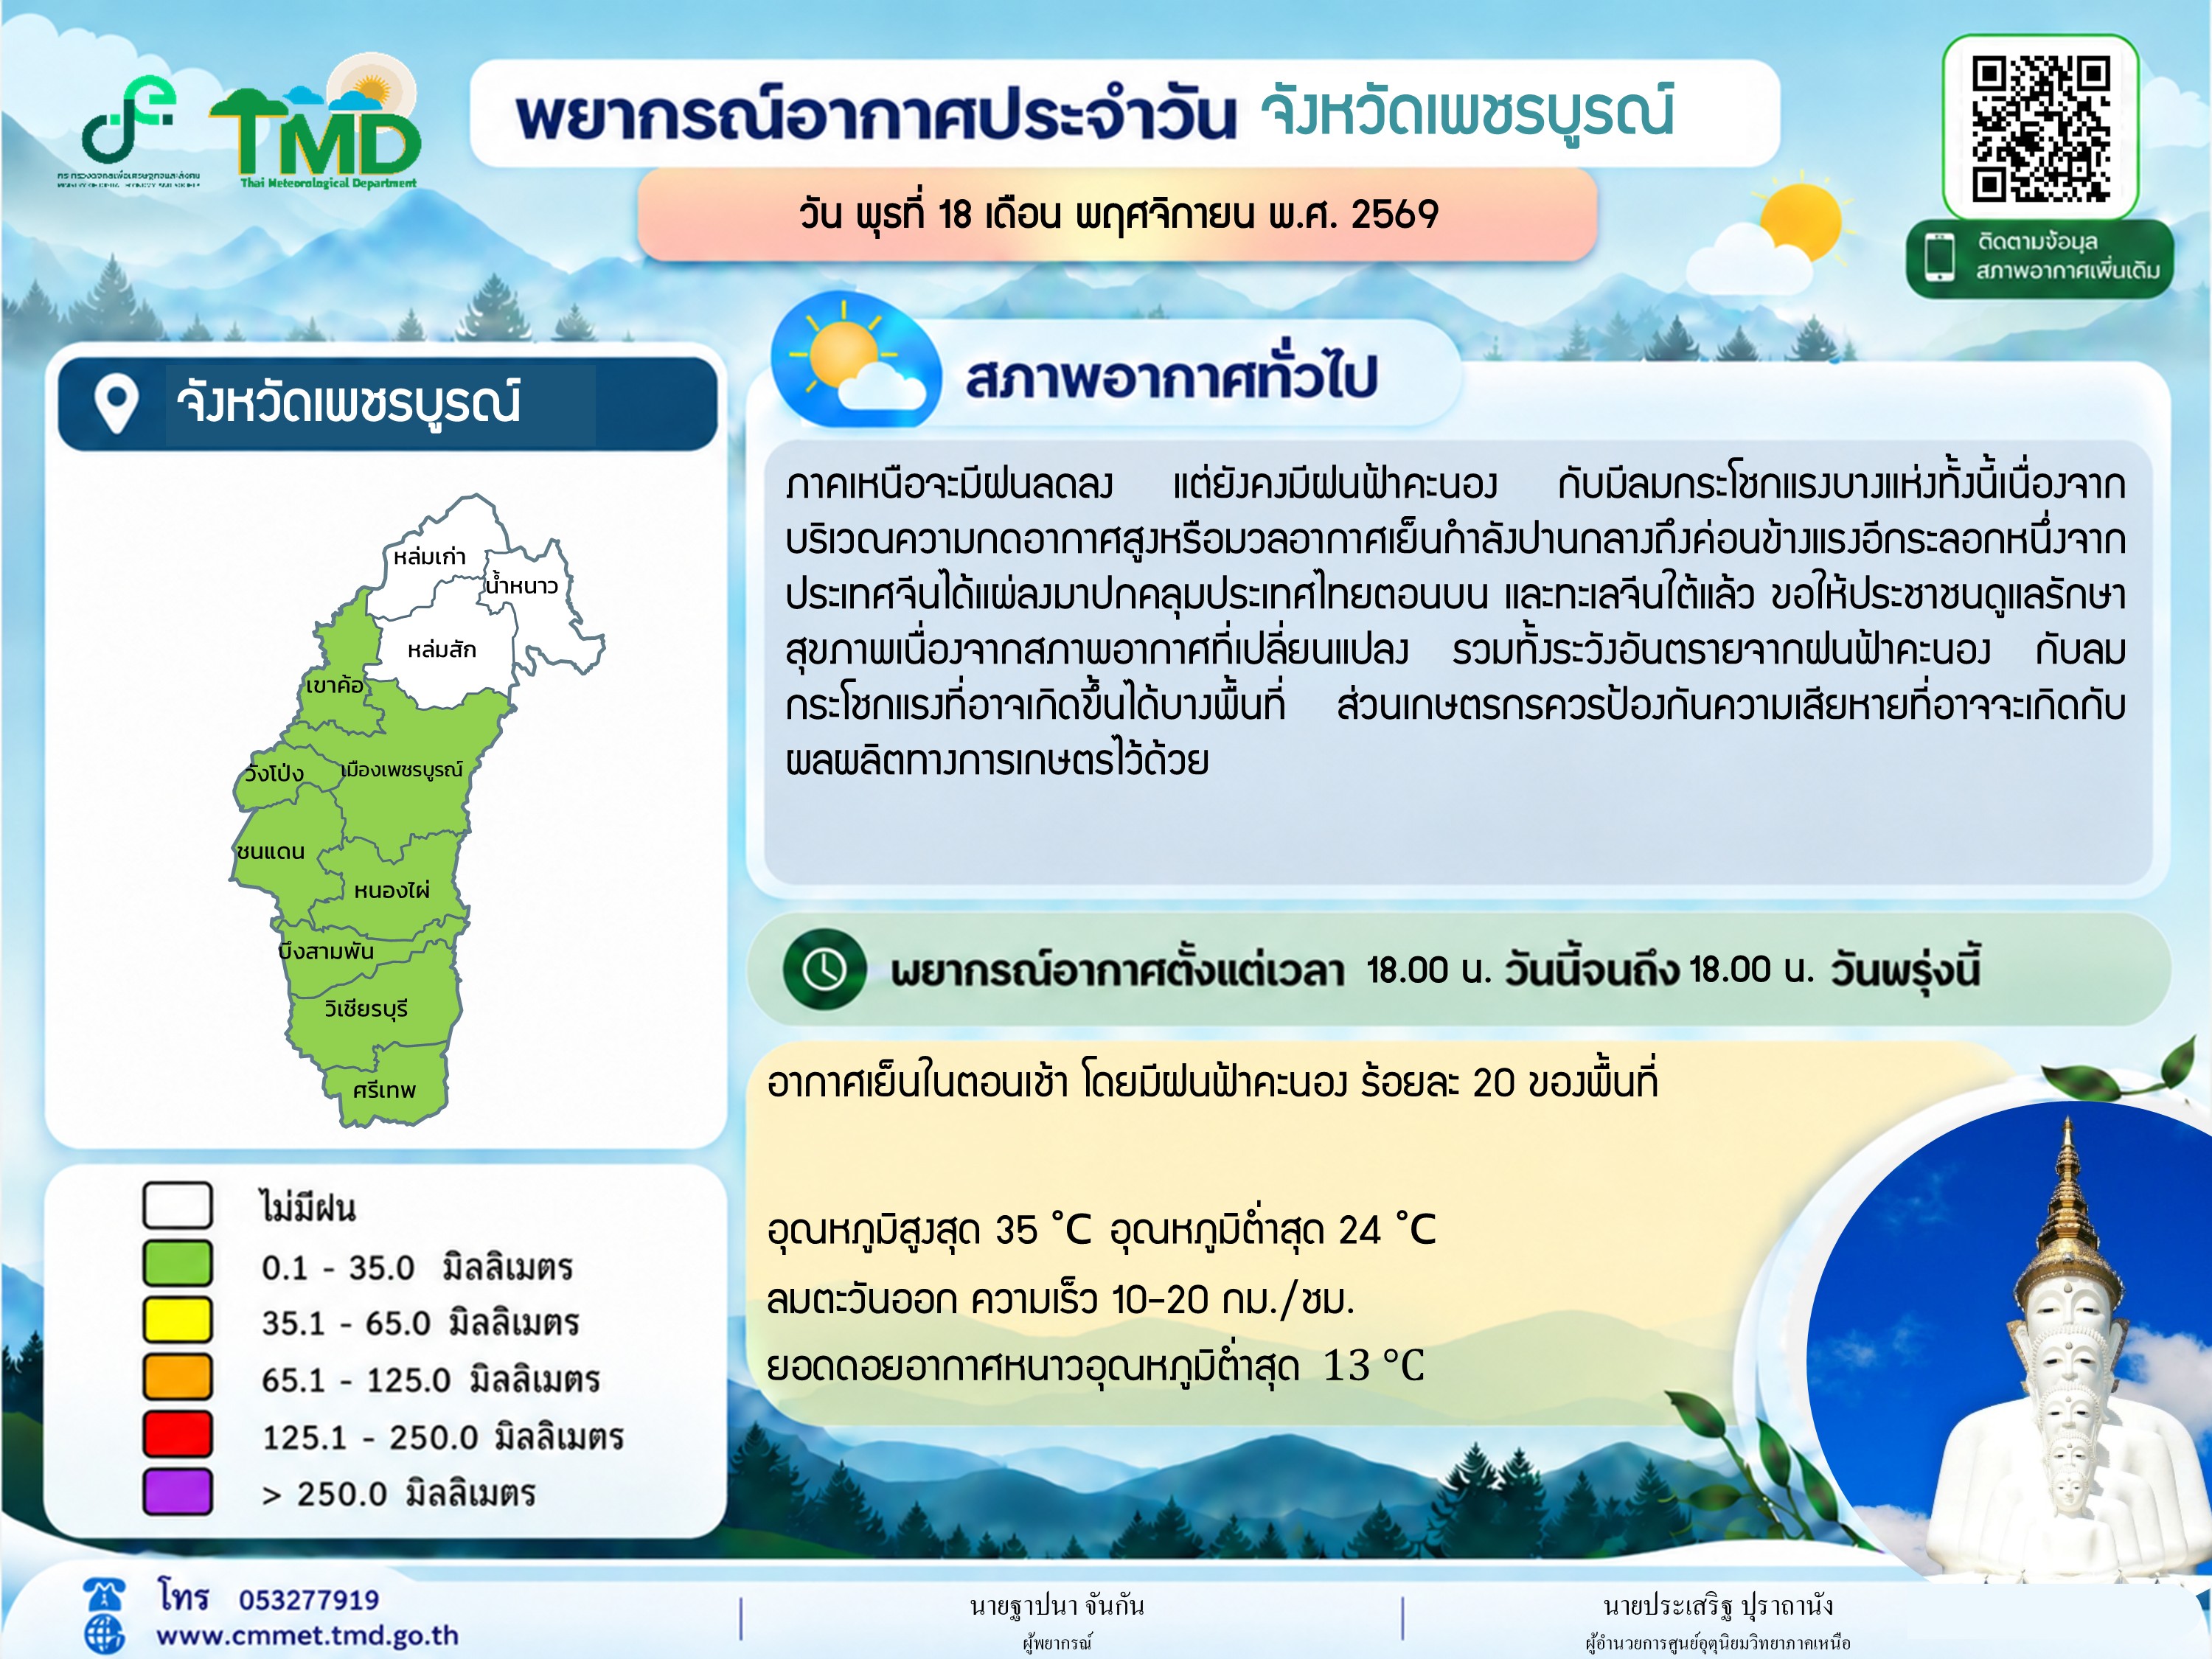 TMD
Thai Meteorological Department
พยากรณ์อากาศประจำวัน จังหวัดเพชรบูรณ์
วัน พุธที่ 18 เดือน พฤศจิกายน พ.ศ. 2569
ติดตามข้อมูล
สภาพอากาศเพิ่มเติม
จังหวัดเพชรบูรณ์
หล่มเก่า
น้ำหนาว
หล่มสัก
เขาค้อ
วังโป่ง
เมืองเพชรบูรณ์
ชนแดน
หนองไผ่
บึงสามพัน
วิเชียรบุรี
ศรีเทพ
ไม่มีฝน
0.1 - 35.0 มิลลิเมตร
35.1 - 65.0 มิลลิเมตร
65.1 - 125.0 มิลลิเมตร
125.1 - 250.0 มิลลิเมตร
> 250.0 มิลลิเมตร
สภาพอากาศทั่วไป
ภาคเหนือจะมีฝนลดลง แต่ยังคงมีฝนฟ้าคะนอง กับมีลมกระโชกแรงบางแห่งทั้งนี้เนื่องจาก
บริเวณความกดอากาศสูงหรือมวลอากาศเย็นกำลังปานกลางถึงค่อนข้างแรงอีกระลอกหนึ่งจาก
ประเทศจีนได้แผ่ลงมาปกคลุมประเทศไทยตอนบน และทะเลจีนใต้แล้ว ขอให้ประชาชนดูแลรักษา
สุขภาพเนื่องจากสภาพอากาศที่เปลี่ยนแปลง รวมทั้งระวังอันตรายจากฝนฟ้าคะนอง กับลม
กระโชกแรงที่อาจเกิดขึ้นได้บางพื้นที่ ส่วนเกษตรกรควรป้องกันความเสียหายที่อาจจะเกิดกับ
ผลผลิตทางการเกษตรไว้ด้วย
พยากรณ์อากาศตั้งแต่เวลา 18.00 น. วันนี้จนถึง 18.00 น. วันพรุ่งนี้
อากาศเย็นในตอนเช้า โดยมีฝนฟ้าคะนอง ร้อยละ 20 ของพื้นที่
อุณหภูมิสูงสุด 35 °C อุณหภูมิต่ำสุด 24 °C
ลมตะวันออก ความเร็ว 10-20 กม./ชม.
ยอดดอยอากาศหนาวอุณหภูมิต่ำสุด 13 °C
โทร 053277919
www.cmmet.tmd.go.th
นายฐาปนา จันกัน
ผู้พยากรณ์
นายประเสริฐ ปุราถานัง
ผู้อำนวยการศูนย์อุตุนิยมวิทยาภาคเหนือ